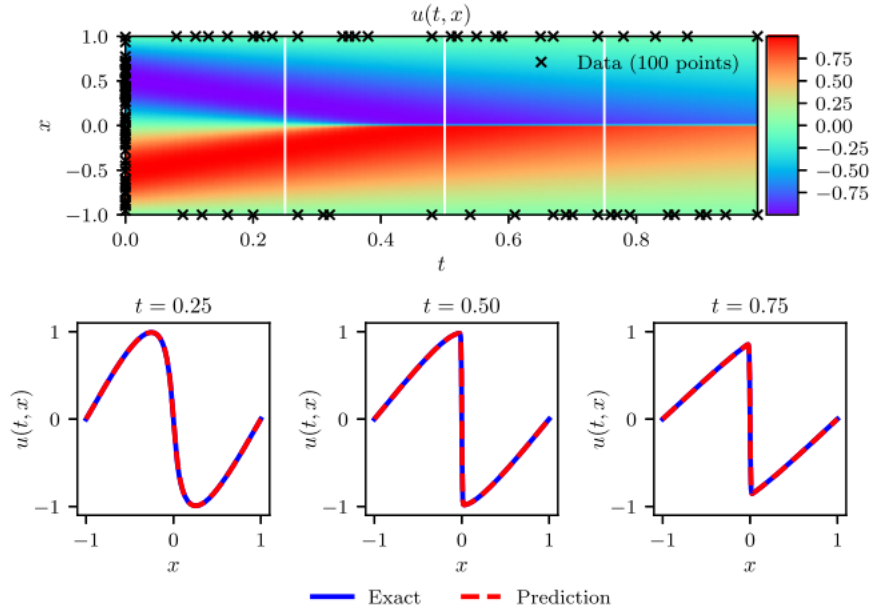 u(t, x)
1.0
0.5
0.0
−0.5
−1.0
x
× Data (100 points)
0.75
0.50
0.25
0.00
−0.25
−0.50
−0.75
0.0 0.2 0.4 0.6 0.8
t
t = 0.25
1
0
−1
u(t, x)
−1 0 1
x
t = 0.50
1
0
−1
u(t, x)
−1 0 1
x
t = 0.75
1
0
−1
u(t, x)
−1 0 1
x
Exact Prediction